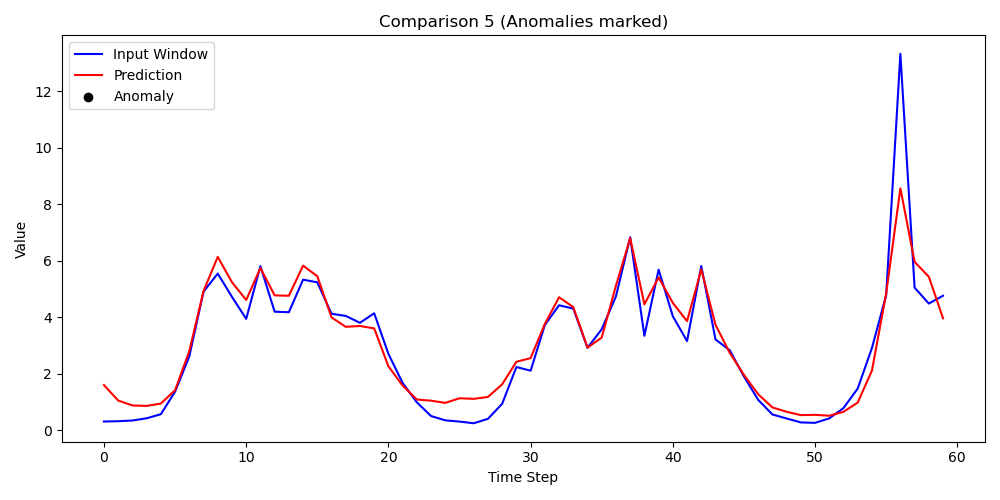 Comparison 5 (Anomalies marked)
Input Window
Prediction
Anomaly
Value
12
10
8
6
4
2
0
0 10 20 30 40 50 60
Time Step